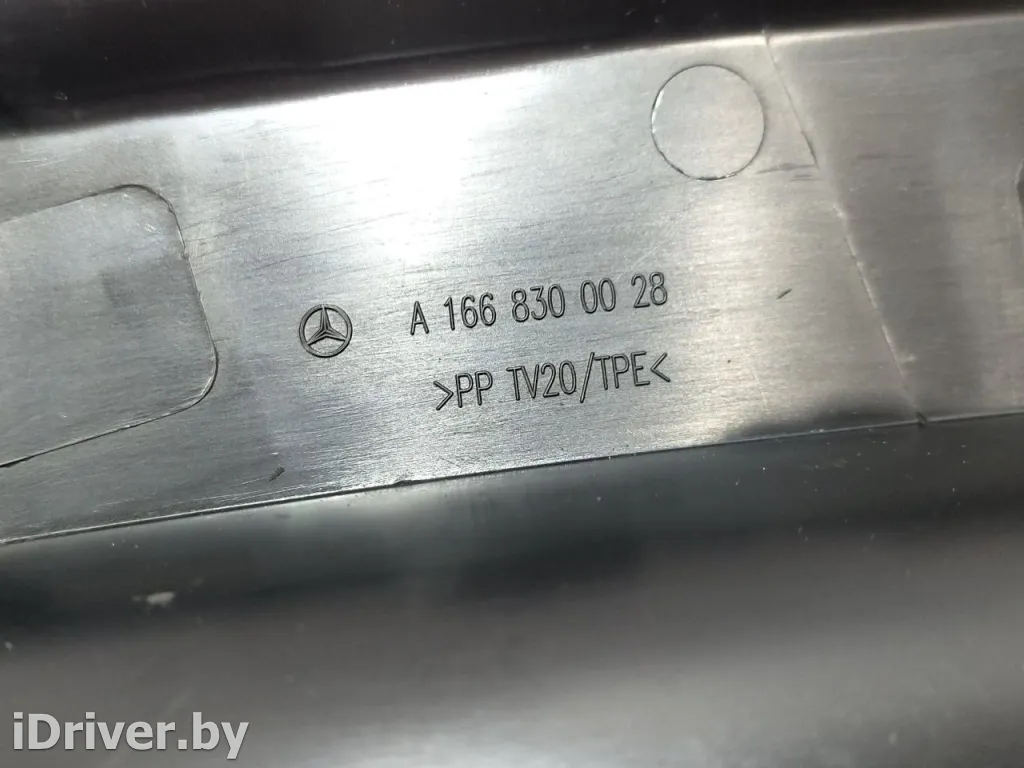 A 166 830 00 28
>PP TV20/TPE<
iDriver.by